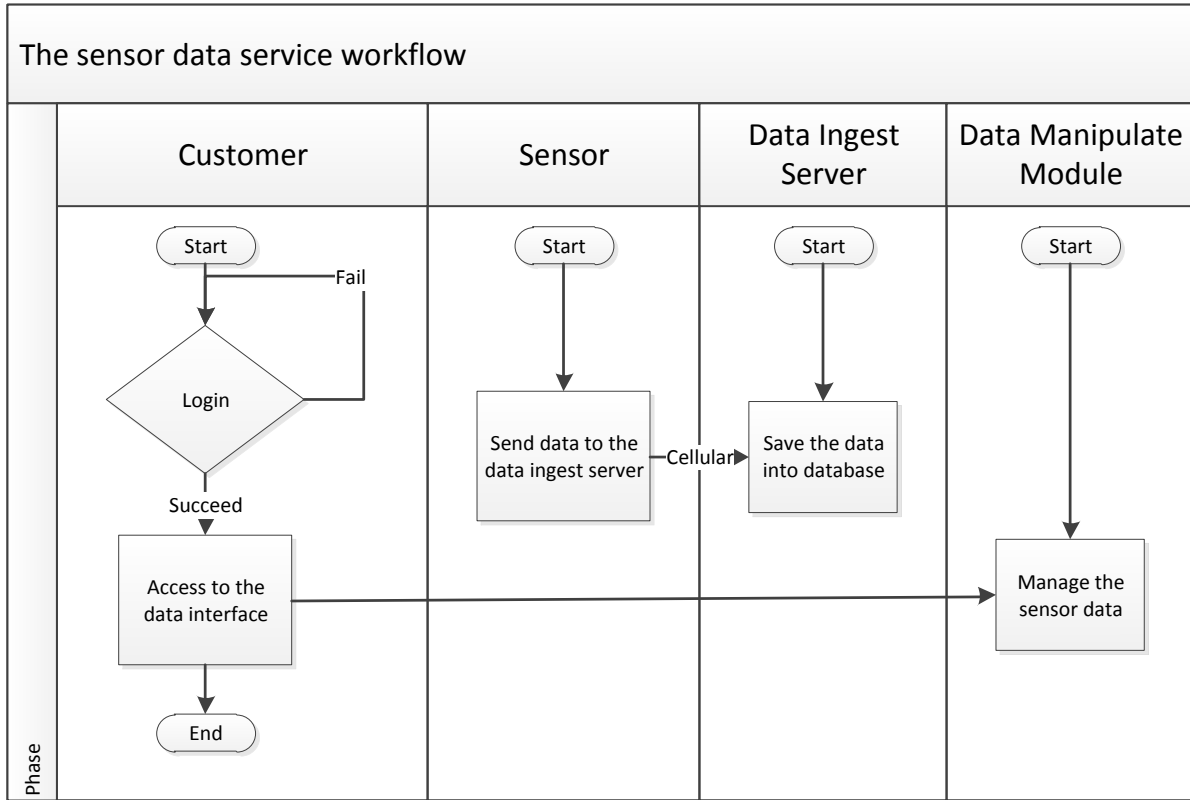 The sensor data service workflow
Customer
Sensor
Data Ingest
Server
Data Manipulate
Module
Start
Start
Start
Start
Fail
Login
Send data to the
data ingest server
Cellular
Save the data
into database
Succeed
Access to the
data interface
Manage the
sensor data
End
Phase